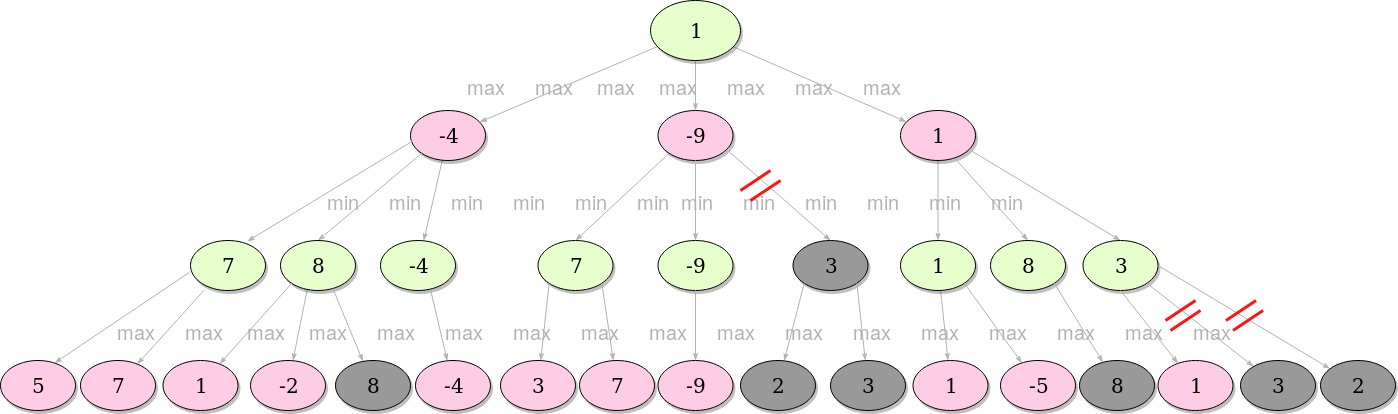 1
max max max max max max max
-4 -9 1
min min min min min min min min min min min min
7 8 -4 7 -9 3 1 8 3
max max max max max max max max max max max max max max max max max
5 7 1 -2 8 -4 3 7 -9 2 3 1 -5 8 1 3 2